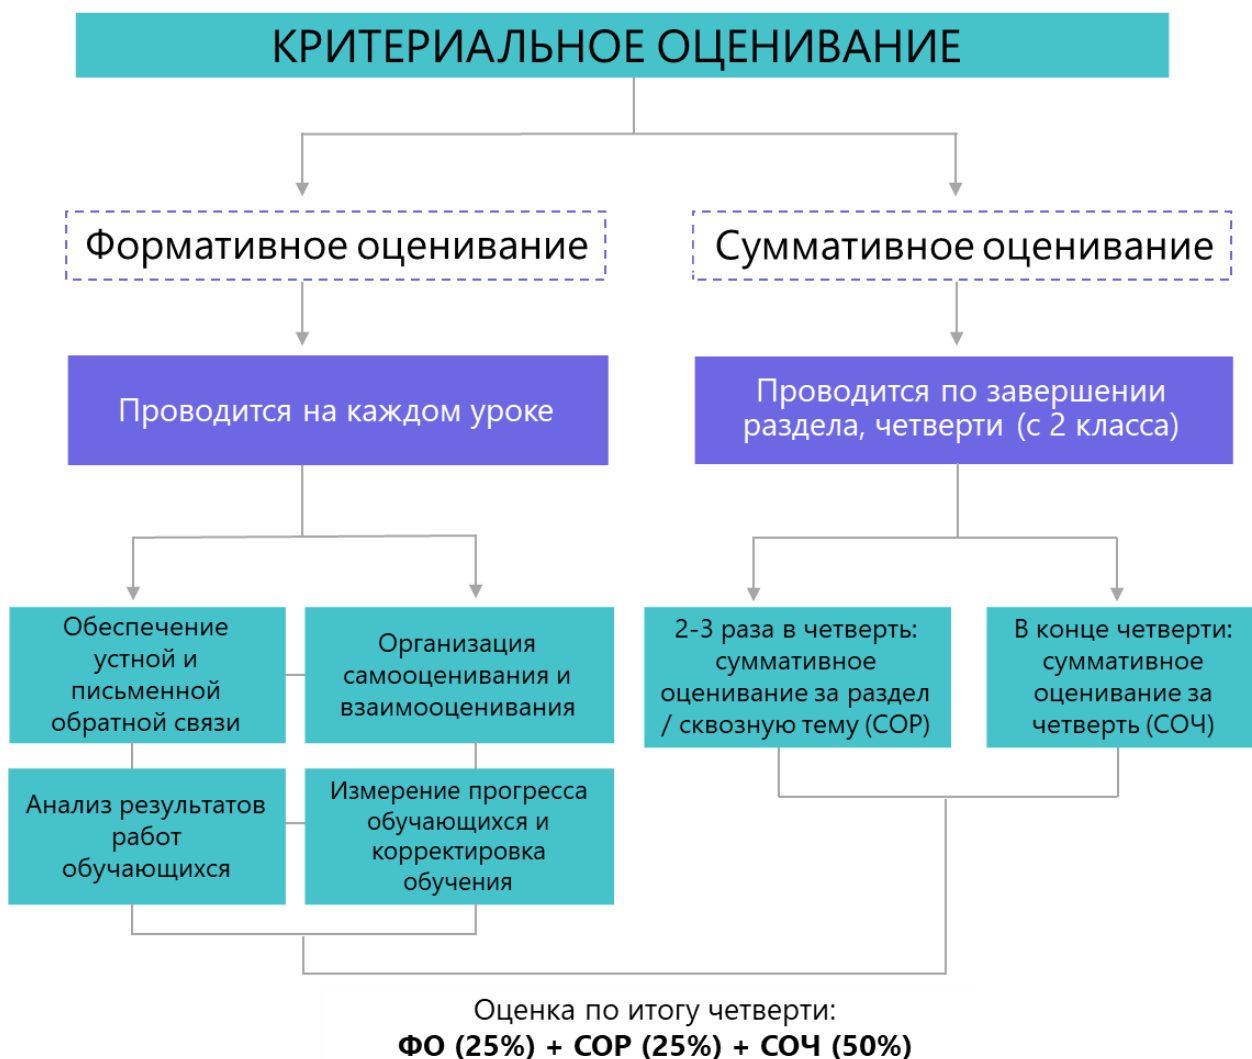 КРИТЕРИАЛЬНОЕ ОЦЕНИВАНИЕ
Формативное оценивание
Суммативное оценивание
Проводится на каждом уроке
Проводится по завершении
раздела, четверти (с 2 класса)
Обеспечение
устной и
письменной
обратной связи
Организация
самооценивания и
взаимооценивания
2-3 раза в четверть:
суммативное
оценивание за раздел
/ сквозную тему (СОР)
В конце четверти:
суммативное
оценивание за
четверть (СОЧ)
Анализ результатов
работ
обучающихся
Измерение прогресса
обучающихся и
корректировка
обучения
Оценка по итогу четверти:
ФО (25%) + СОР (25%) + СОЧ (50%)